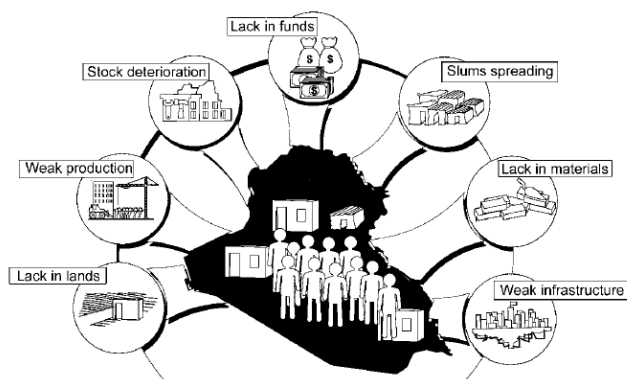 Lack in funds
Stock deterioration
Slums spreading
Weak production
Lack in materials
Lack in lands
Weak infrastructure